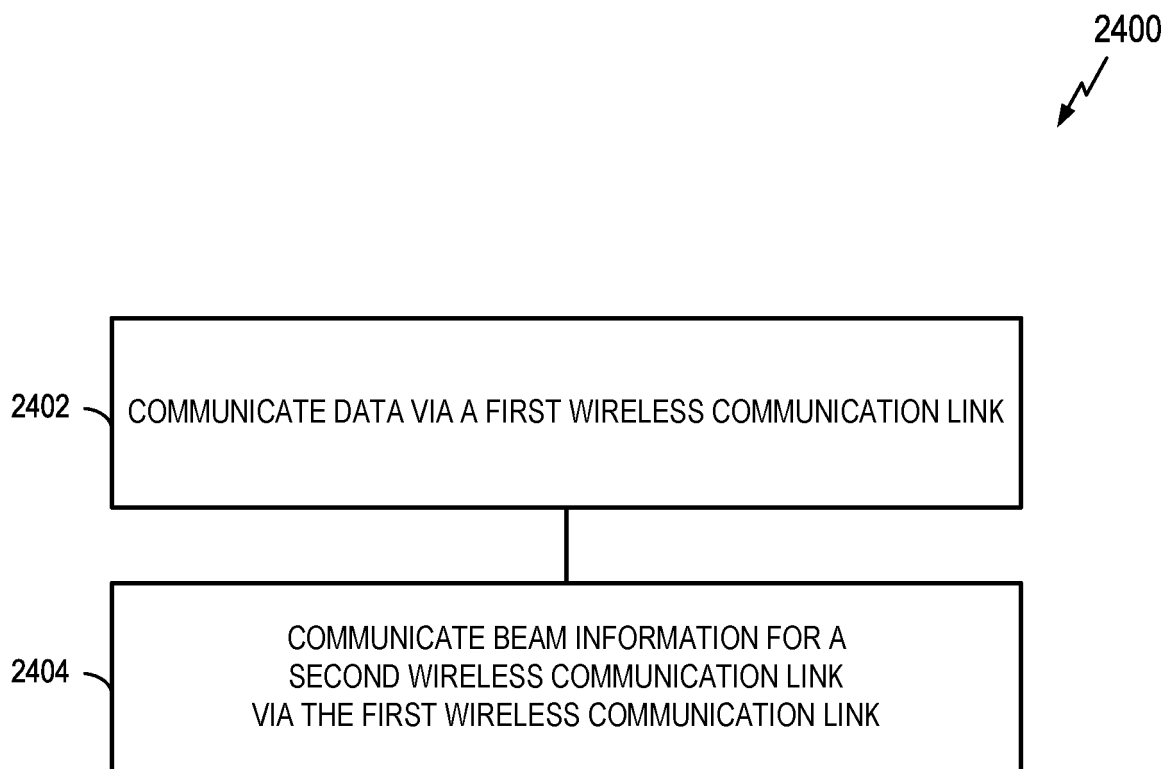 2400
2402
COMMUNICATE DATA VIA A FIRST WIRELESS COMMUNICATION LINK
2404
COMMUNICATE BEAM INFORMATION FOR A
SECOND WIRELESS COMMUNICATION LINK
VIA THE FIRST WIRELESS COMMUNICATION LINK